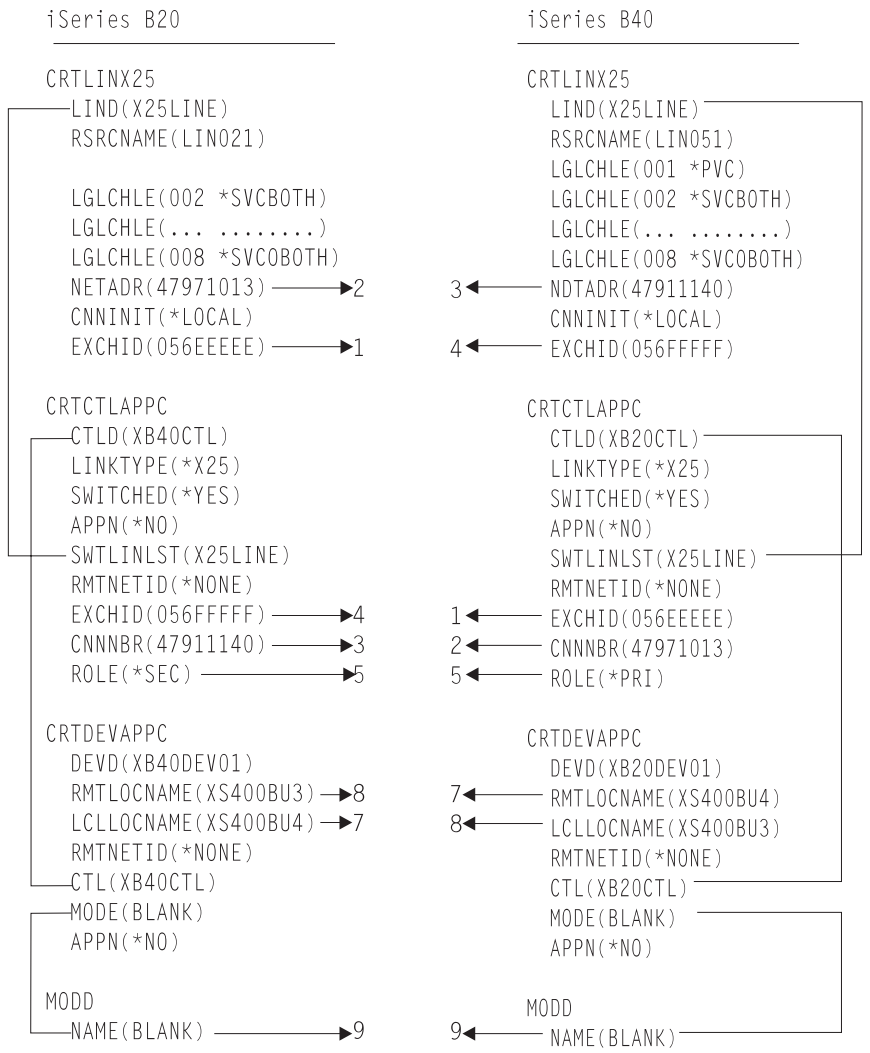 iSeries B20
CRTLINX25
LIND(X25LINE)
RSRCNAME(LIN021)
LGLCHLE(002 *SVCBOTH)
LGLCHLE(... ........)
LGLCHLE(008 *SVCOBOTH)
NETADR(47971013) 2
CNNINIT(*LOCAL)
EXCHID(056EEEEE) 1
CRTCTLAPPC
CTLD(XB40CTL)
LINKTYPE(*X25)
SWITCHED(*YES)
APPN(*NO)
SWTLINLST(X25LINE)
RMTNETID(*NONE)
EXCHID(056FFFFF) 4
CNNNBR(47911140) 3
ROLE(*SEC) 5
CRTDEVAPPC
DEVD(XB40DEV01)
RMTLOCNAME(XS400BU3) 8
LCLLOCNAME(XS400BU4) 7
RMTNETID(*NONE)
CTL(XB40CTL)
MODE(BLANK)
APPN(*NO)
MODD
NAME(BLANK) 9
iSeries B40
CRTLINX25
LIND(X25LINE)
RSRCNAME(LIN051)
LGLCHLE(001 *PVC)
LGLCHLE(002 *SVCBOTH)
LGLCHLE(... ........)
LGLCHLE(008 *SVCOBOTH)
3 NDTADR(47911140)
CNNINIT(*LOCAL)
4 EXCHID(056FFFFF)
CRTCTLAPPC
CTLD(XB20CTL)
LINKTYPE(*X25)
SWITCHED(*YES)
APPN(*NO)
SWTLINLST(X25LINE)
RMTNETID(*NONE)
1 EXCHID(056EEEEE)
2 CNNNBR(47971013)
5 ROLE(*PRI)
CRTDEVAPPC
DEVD(XB20DEV01)
7 RMTLOCNAME(XS400BU4)
8 LCLLOCNAME(XS400BU3)
RMTNETID(*NONE)
CTL(XB20CTL)
MODE(BLANK)
APPN(*NO)
MODD
9 NAME(BLANK)